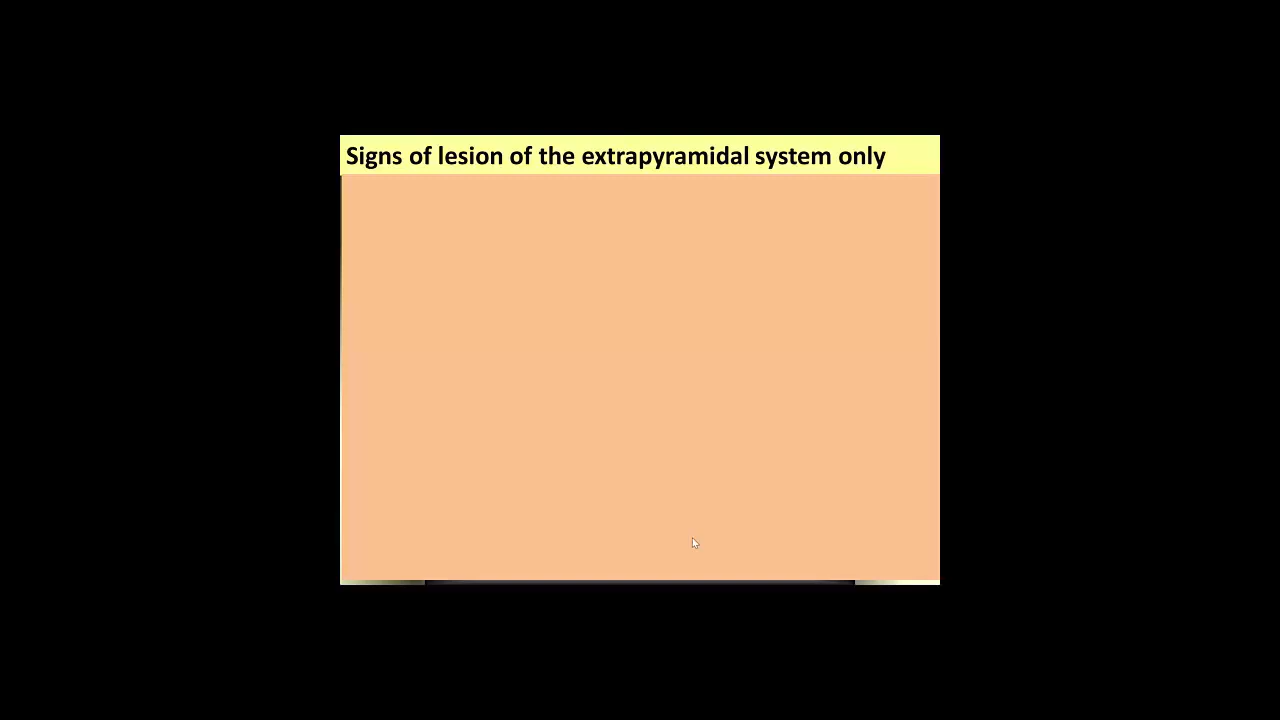 Signs of lesion of the extrapyramidal system only